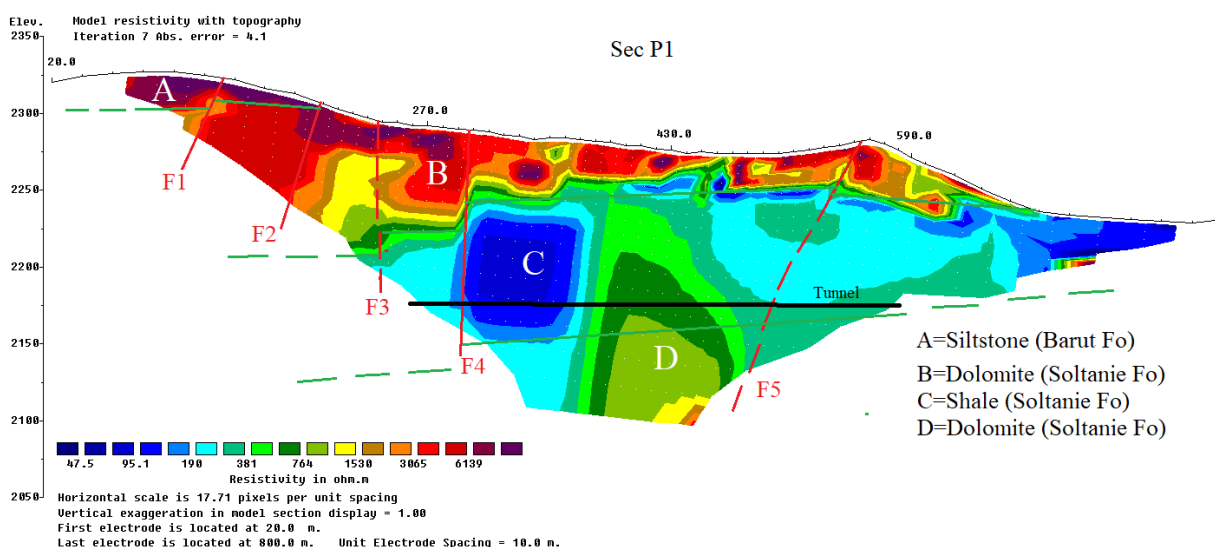 Elev.
Model resistivity with topography
Iteration 7 Abs. error = 4.1
Sec P1
2350
2300
2250
2200
2150
2100
2050
20.0
270.0
430.0
590.0
A
B
C
D
F1
F2
F3
F4
F5
Tunnel
A=Siltstone (Barut Fo)
B=Dolomite (Soltanie Fo)
C=Shale (Soltanie Fo)
D=Dolomite (Soltanie Fo)
47.5 95.1 190 381 764 1530 3065 6139
Resistivity in ohm.m
Horizontal scale is 17.71 pixels per unit spacing
Vertical exaggeration in model section display = 1.00
First electrode is located at 20.0 m.
Last electrode is located at 800.0 m. Unit Electrode Spacing = 10.0 m.